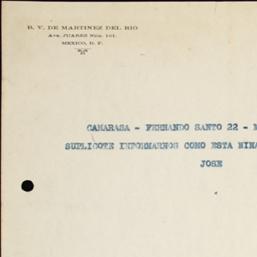 B. V. DE MARTINEZ DEL RIO
Ave. JUAREZ Núm. 101.
MEXICO, D. F.
CAMARASA - FERNANDO SANTO 22 -
SUPLICOTE INFORMARNOS COMO ESTA NINA
JOSE